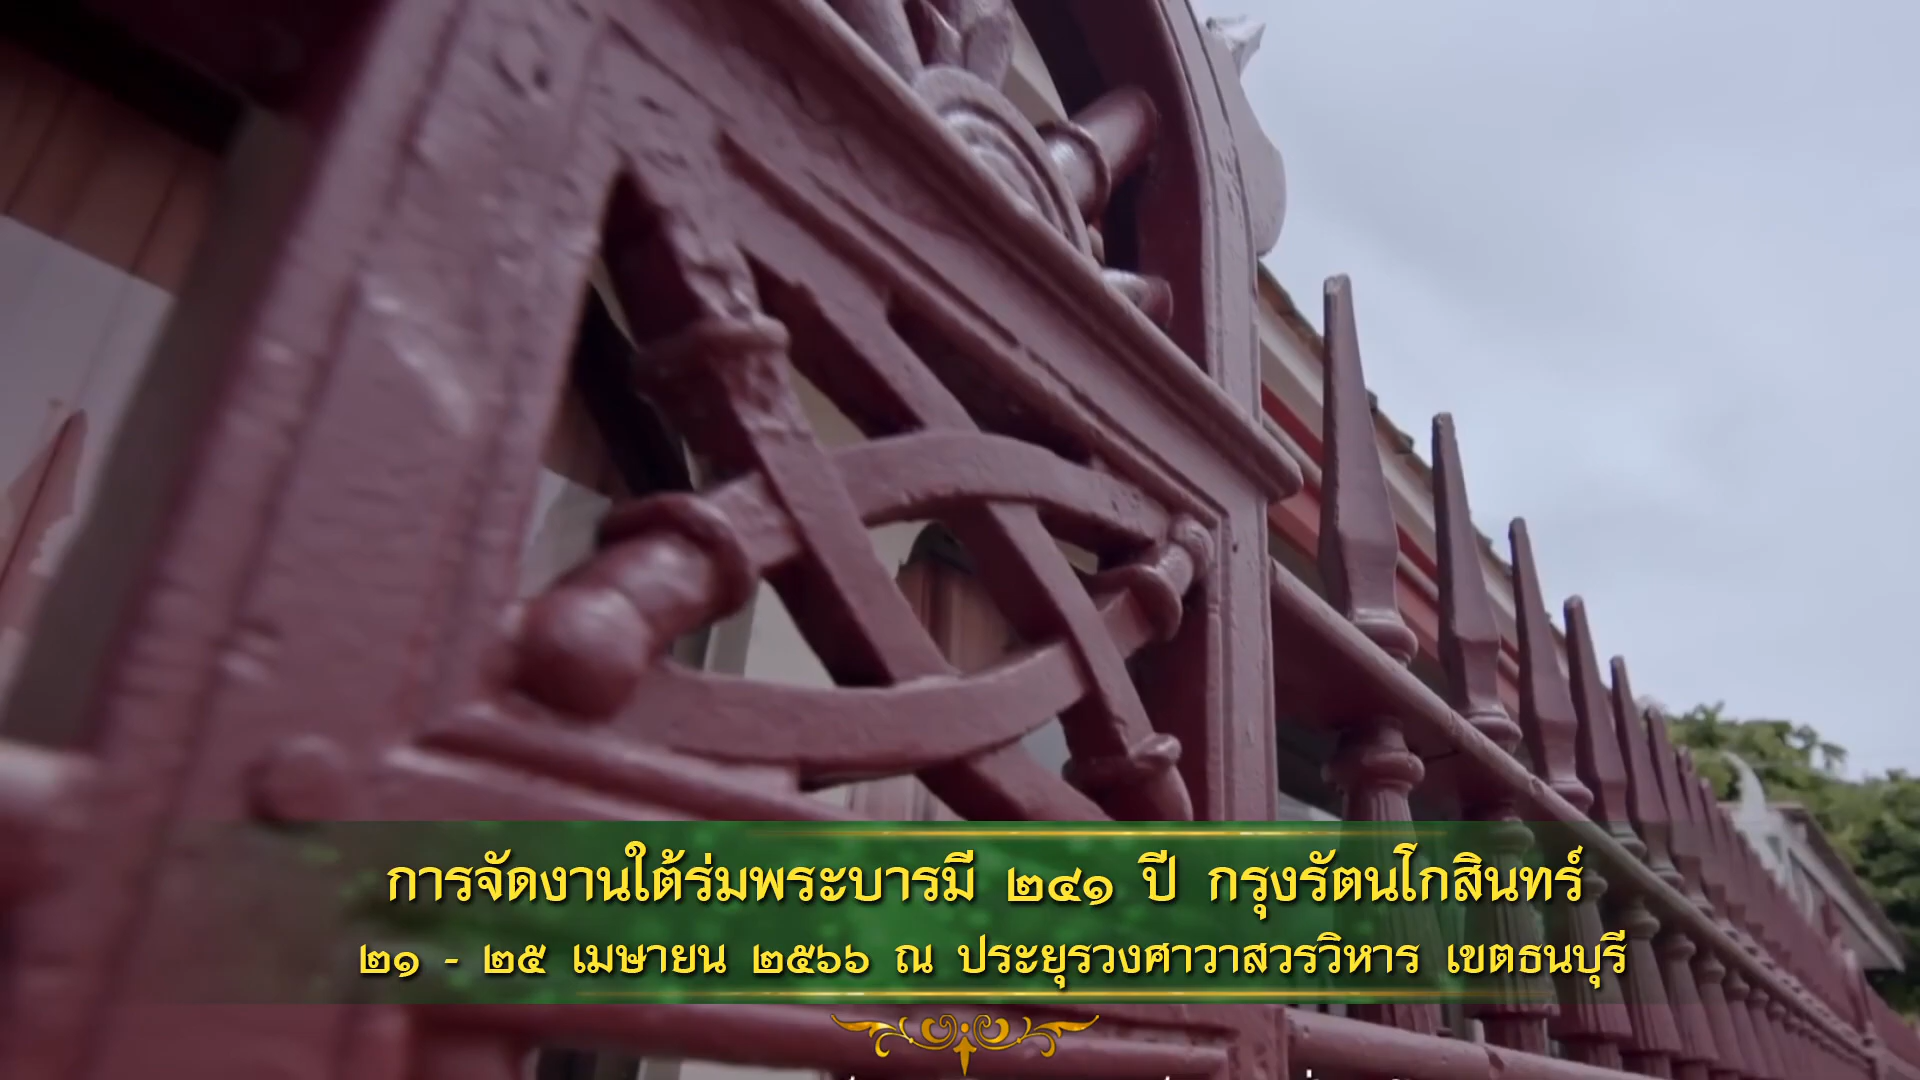 การจัดงานใต้ร่มพระบารมี ๒๔๑ ปี กรุงรัตนโกสินทร์
๒๑ - ๒๕ เมษายน ๒๕๖๖ ณ ประยุรวงศาวาสวรวิหาร เขตธนบุรี